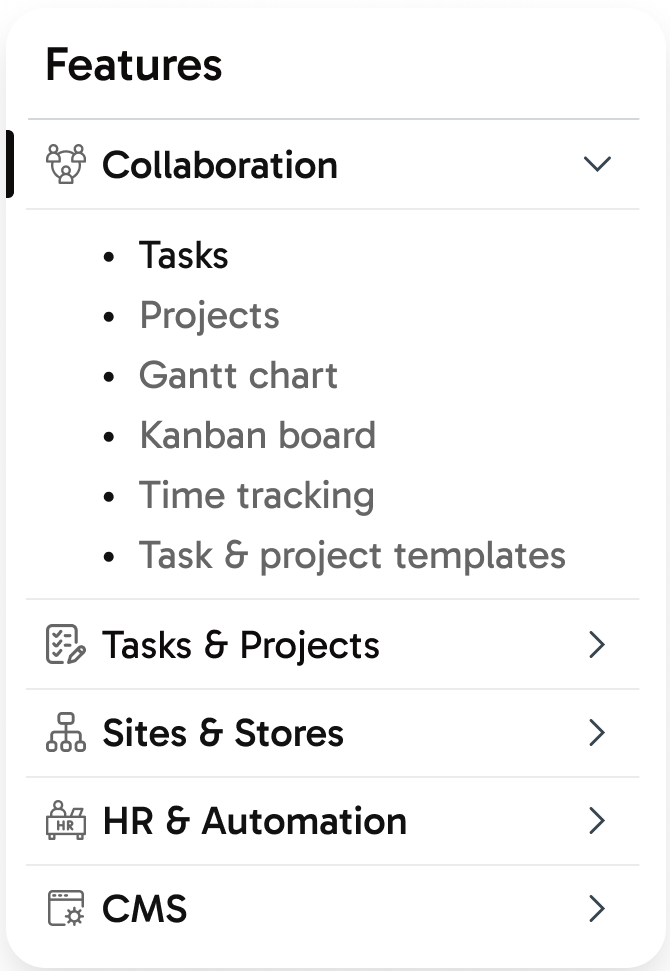 Features
Collaboration
• Tasks
• Projects
• Gantt chart
• Kanban board
• Time tracking
• Task & project templates
Tasks & Projects
Sites & Stores
HR HR & Automation
CMS